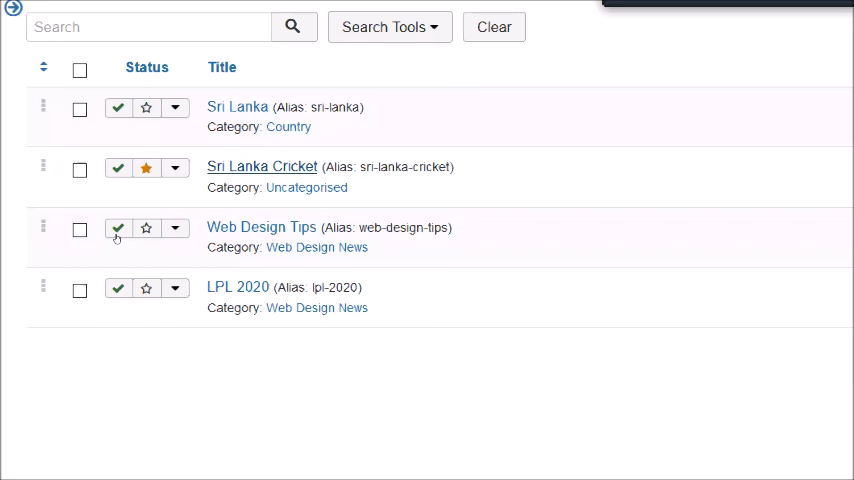 Search
Search Tools
Clear
Status
Title
Sri Lanka (Alias: sri-lanka)
Category: Country
Sri Lanka Cricket (Alias: sri-lanka-cricket)
Category: Uncategorised
Web Design Tips (Alias: web-design-tips)
Category: Web Design News
LPL 2020 (Alias: lpl-2020)
Category: Web Design News